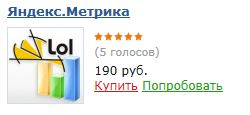 Яндекс.Метрика
Lol
(5 голосов)
190 руб.
Купить Попробовать